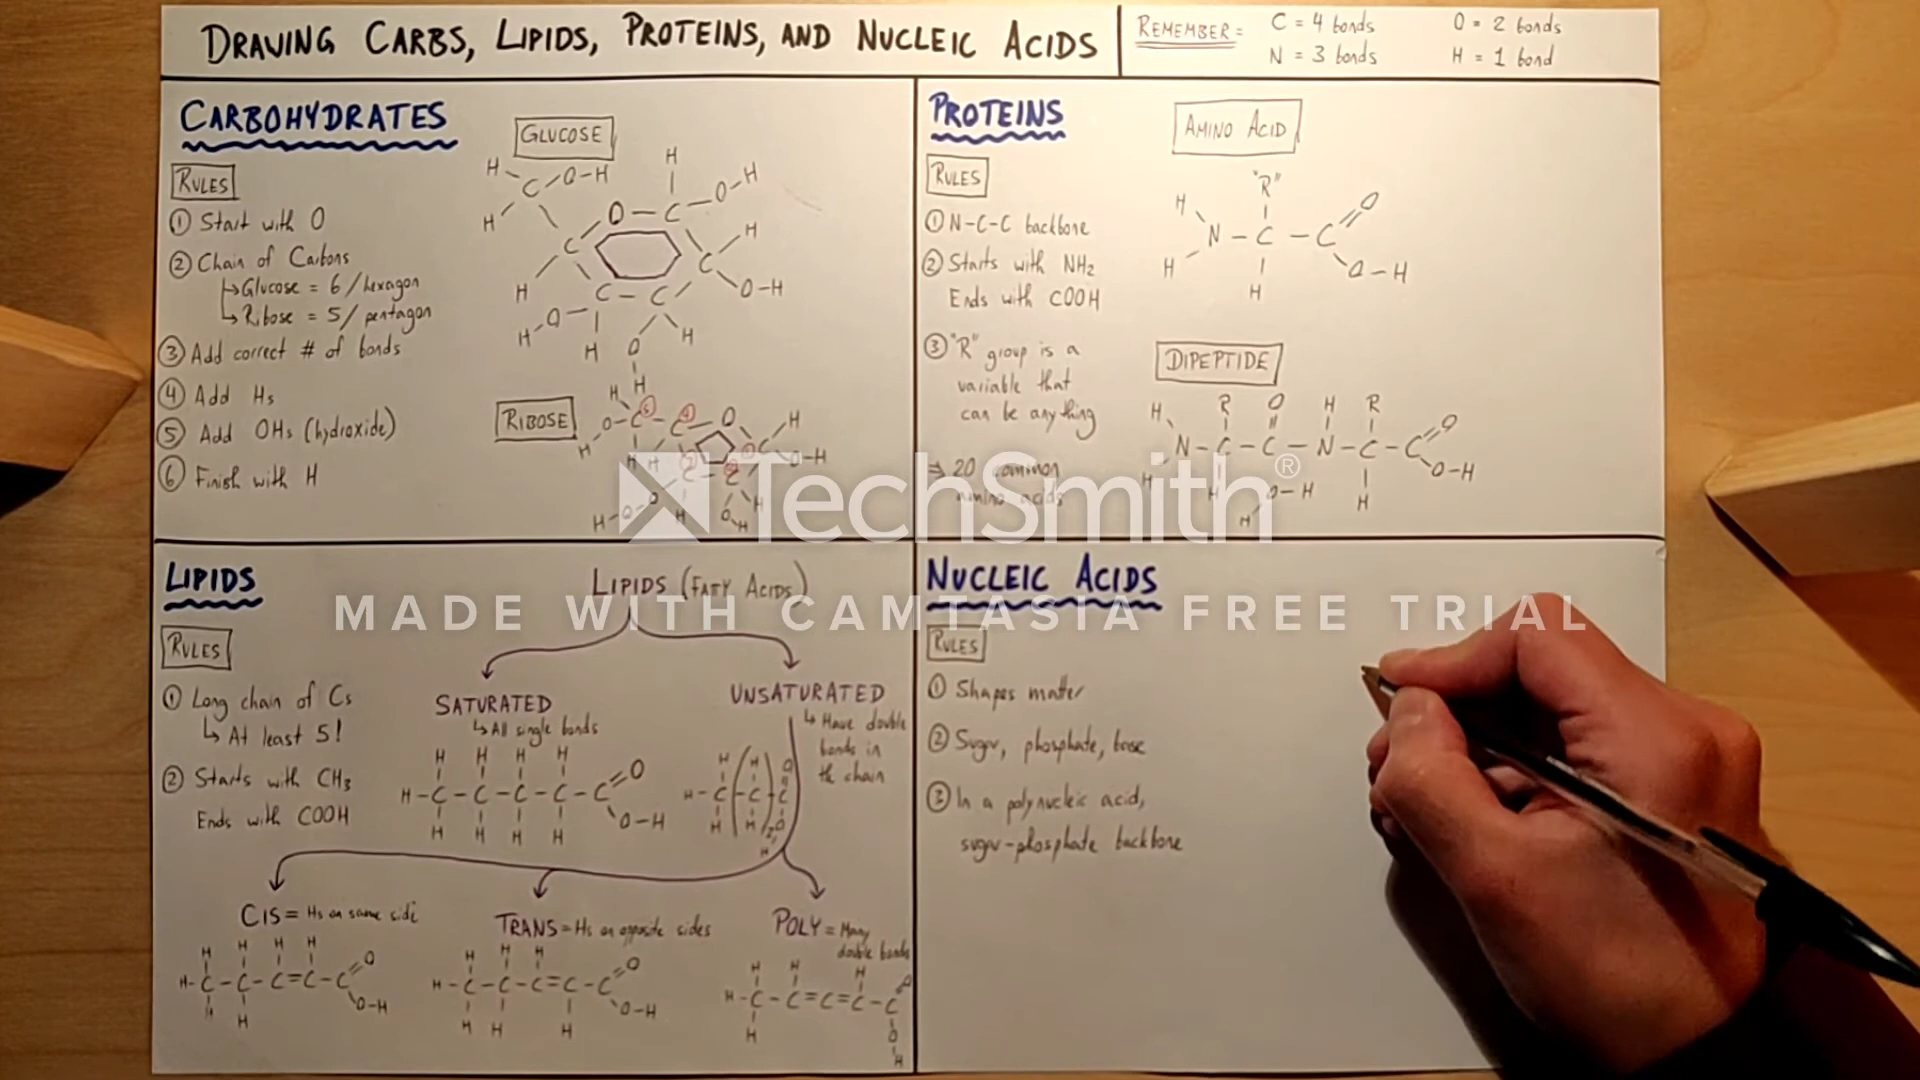 DRAWING CARBS, LIPIDS, PROTEINS, AND NUCLEIC ACIDS
REMEMBER = C = 4 bonds O = 2 bonds
N = 3 bonds H = 1 bond
CARBOHYDRATES
RULES
① Start with O
② Chain of Carbons
↳ Glucose = 6 / hexagon
↳ Ribose = 5 / pentagon
③ Add correct # of bonds
④ Add Hs
⑤ Add OHs (hydroxide)
⑥ Finish with H
GLUCOSE
RIBOSE
PROTEINS
RULES
① N-C-C backbone
② Starts with NH2
Ends with COOH
③ "R" group is a
variable that
can be anything
⇒ 20 common
amino acids
AMINO ACID
"R"
H O
N - C - C
H H O-H
DIPEPTIDE
H R O H R O
N - C - C - N - C - C
O-H
TechSmith®
MADE WITH CAMTASIA FREE TRIAL
LIPIDS
RULES
① Long chain of Cs
↳ At least 5!
② Starts with CH3
Ends with COOH
LIPIDS (FATY ACIDS)
SATURATED
↳ All single bonds
H H H H O
H-C-C-C-C-C
H H H H O-H
UNSATURATED
↳ Have double
bonds in
the chain
CIS = Hs on same side
H H H H O
H-C-C-C=C-C
H H O-H
TRANS = Hs on opposite sides
H H H O
H-C-C-C=C-C
H H H O-H
POLY = Many
double bonds
H H H O
H-C-C=C=C-C
H O
H
NUCLEIC ACIDS
RULES
① Shapes matter
② Sugar, phosphate, base
③ In a polynucleic acid,
sugar-phosphate backbone